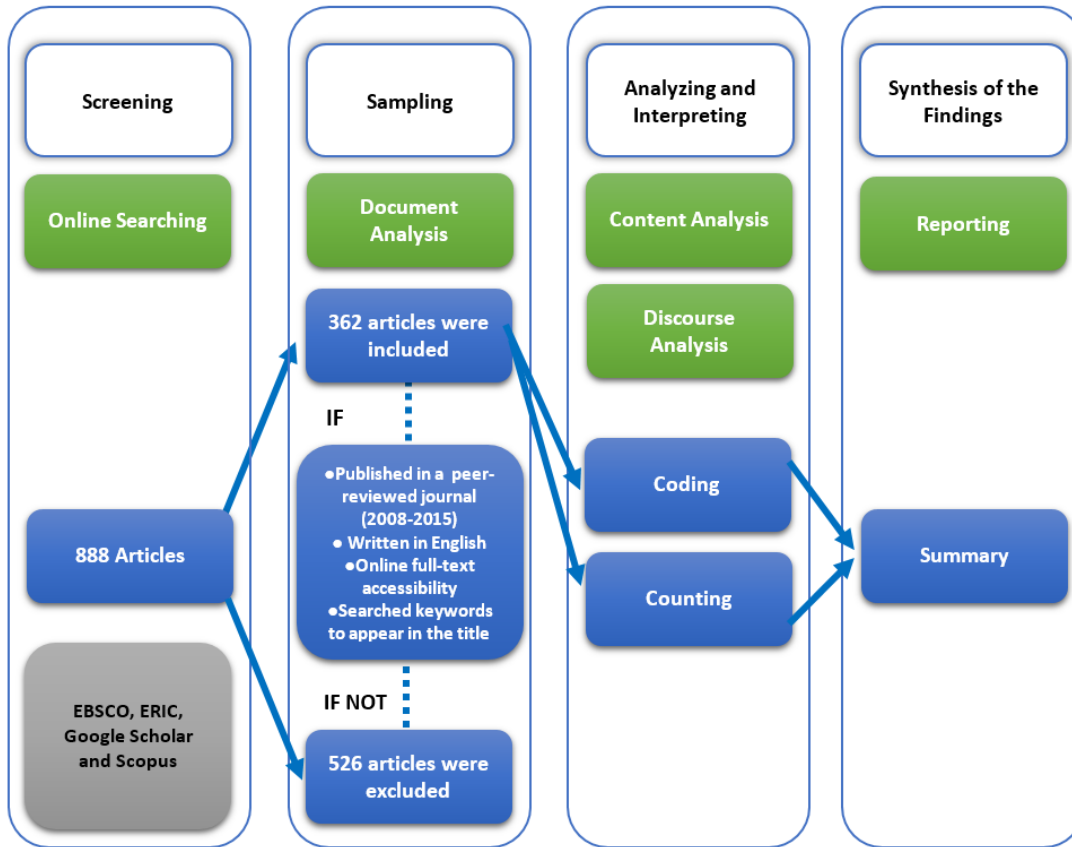 Screening
Online Searching
888 Articles
EBSCO, ERIC,
Google Scholar
and Scopus
Sampling
Document
Analysis
362 articles were
included
IF
●Published in a peer-
reviewed journal
(2008-2015)
● Written in English
●Online full-text
accessibility
●Searched keywords
to appear in the title
IF NOT
526 articles were
excluded
Analyzing and
Interpreting
Content Analysis
Discourse
Analysis
Coding
Counting
Synthesis of the
Findings
Reporting
Summary